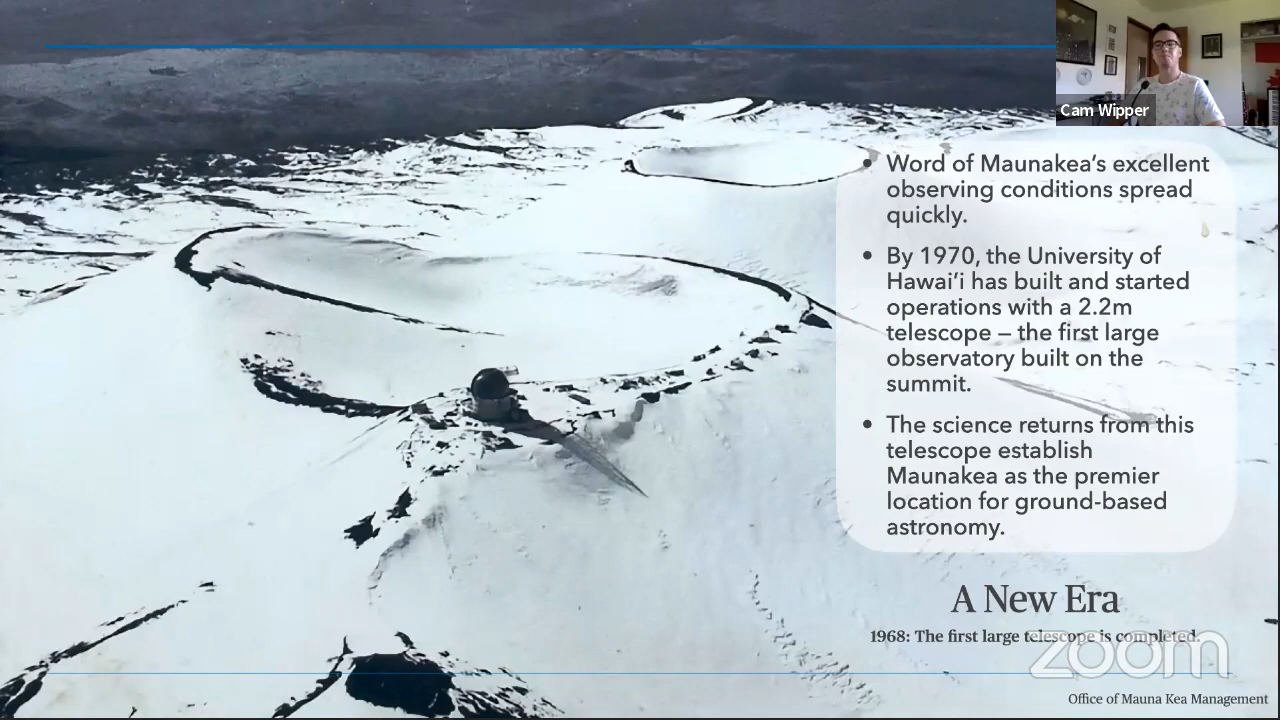 Cam Wipper
• Word of Maunakea’s excellent
observing conditions spread
quickly.
• By 1970, the University of
Hawai‘i has built and started
operations with a 2.2m
telescope – the first large
observatory built on the
summit.
• The science returns from this
telescope establish
Maunakea as the premier
location for ground-based
astronomy.
A New Era
1968: The first large telescope is completed.
zoom
Office of Mauna Kea Management